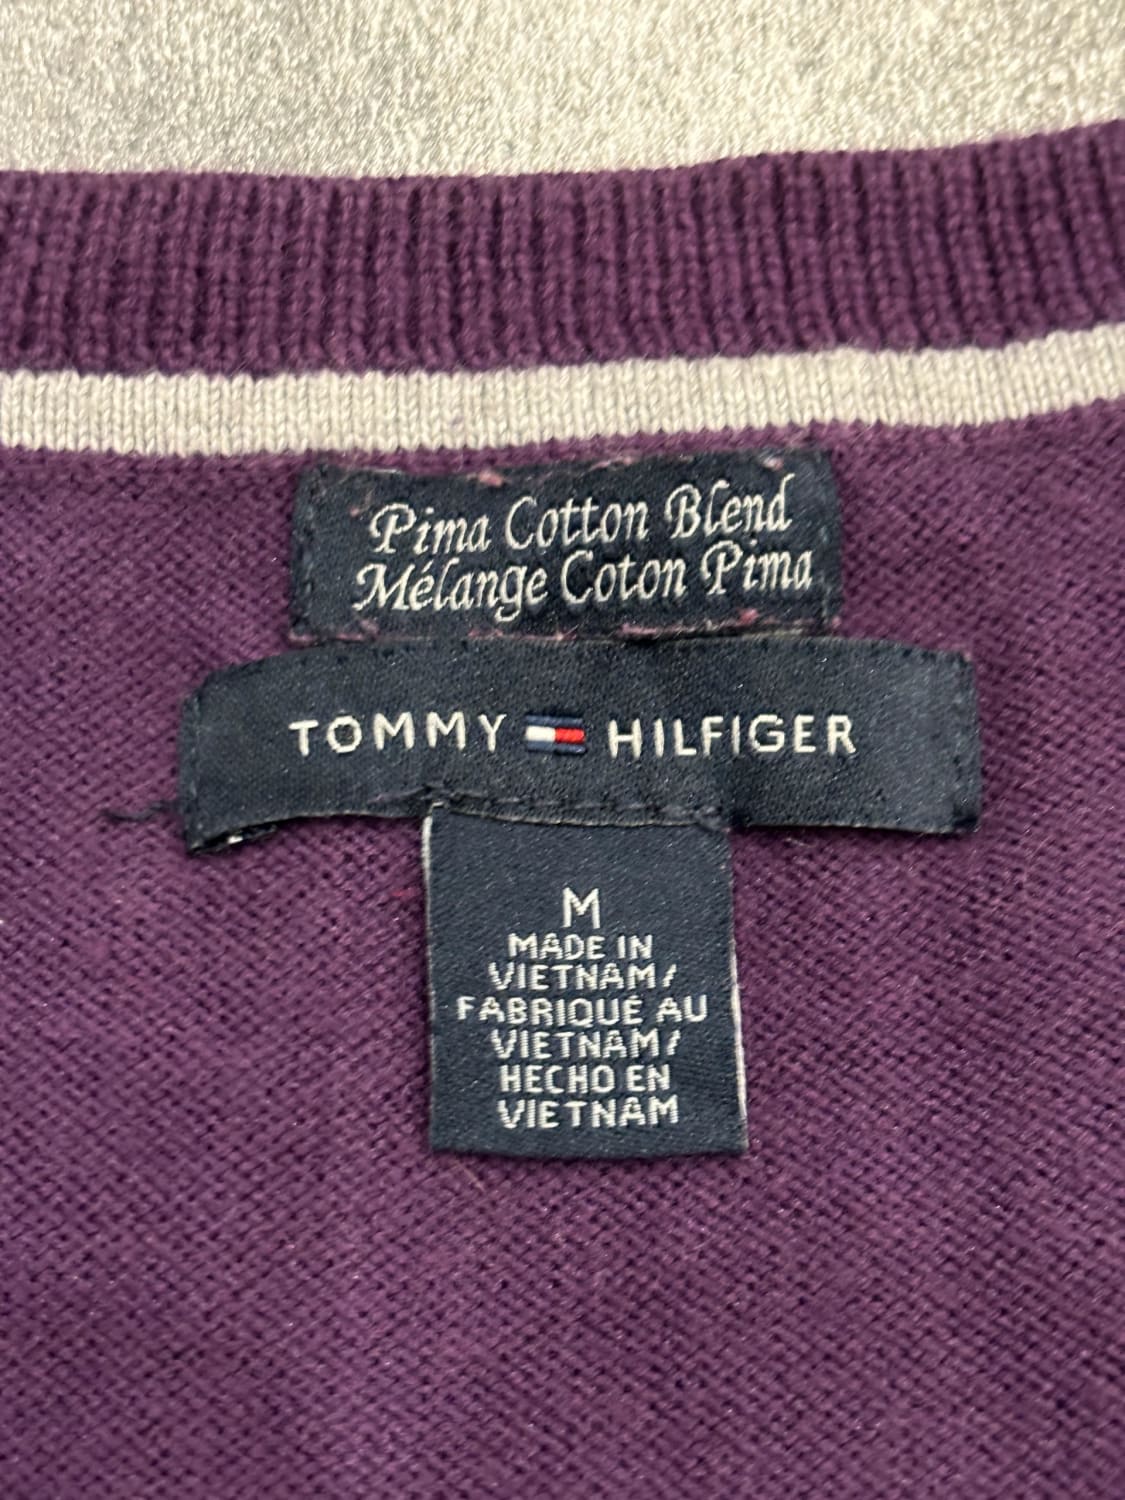 Pima Cotton Blend
Mélange Coton Pima
TOMMY HILFIGER
M
MADE IN
VIETNAM/
FABRIQUÉ AU
VIETNAM/
HECHO EN
VIETNAM